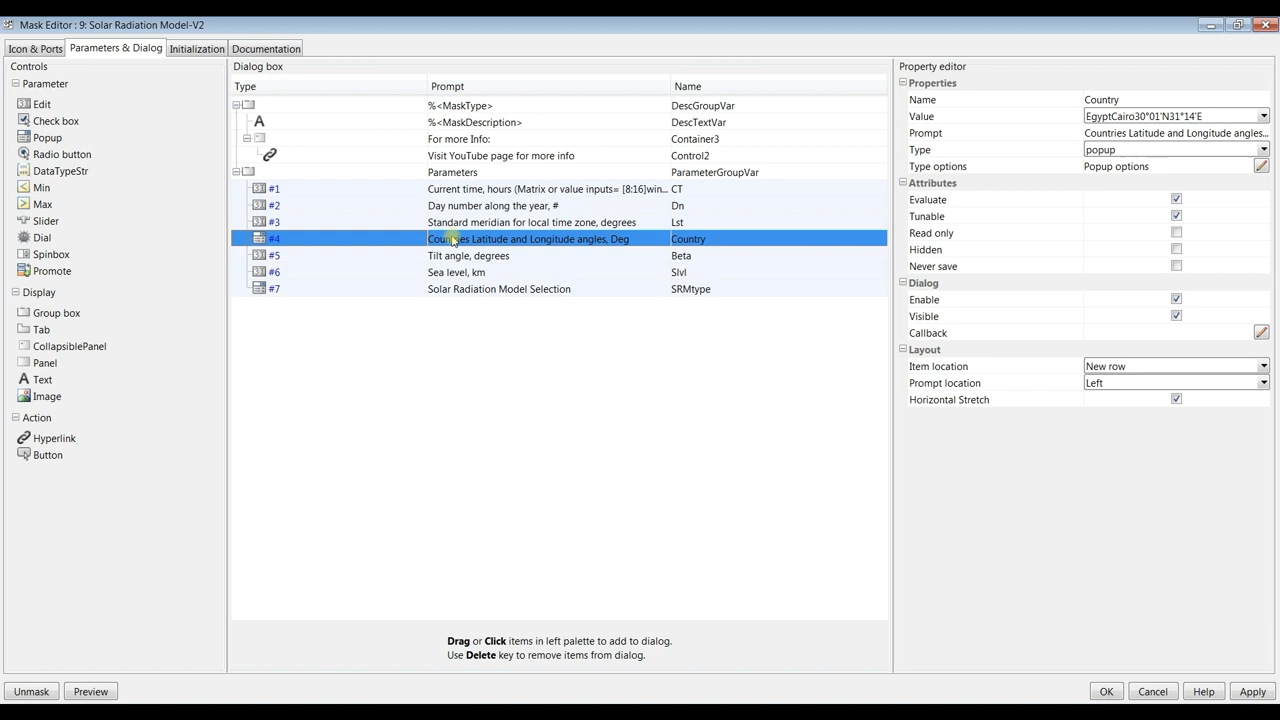 Mask Editor : 9: Solar Radiation Model-V2
Icon & Ports Parameters & Dialog Initialization Documentation
Controls
Parameter
Edit
Check box
Popup
Radio button
DataTypeStr
Min
Max
Slider
Dial
Spinbox
Promote
Display
Group box
Tab
CollapsiblePanel
Panel
Text
Image
Action
Hyperlink
Button
Dialog box
Type Prompt Name
%<MaskType> DescGroupVar
A %<MaskDescription> DescTextVar
For more Info: Container3
Visit YouTube page for more info Control2
Parameters ParameterGroupVar
#1 Current time, hours (Matrix or value inputs= [8:16]win... CT
#2 Day number along the year, # Dn
#3 Standard meridian for local time zone, degrees Lst
#4 Countries Latitude and Longitude angles, Deg Country
#5 Tilt angle, degrees Beta
#6 Sea level, km Slvl
#7 Solar Radiation Model Selection SRMtype
Drag or Click items in left palette to add to dialog.
Use Delete key to remove items from dialog.
Property editor
Properties
Name Country
Value EgyptCairo30°01'N31°14'E
Prompt Countries Latitude and Longitude angles...
Type popup
Type options Popup options
Attributes
Evaluate
Tunable
Read only
Hidden
Never save
Dialog
Enable
Visible
Callback
Layout
Item location New row
Prompt location Left
Horizontal Stretch
Unmask Preview OK Cancel Help Apply